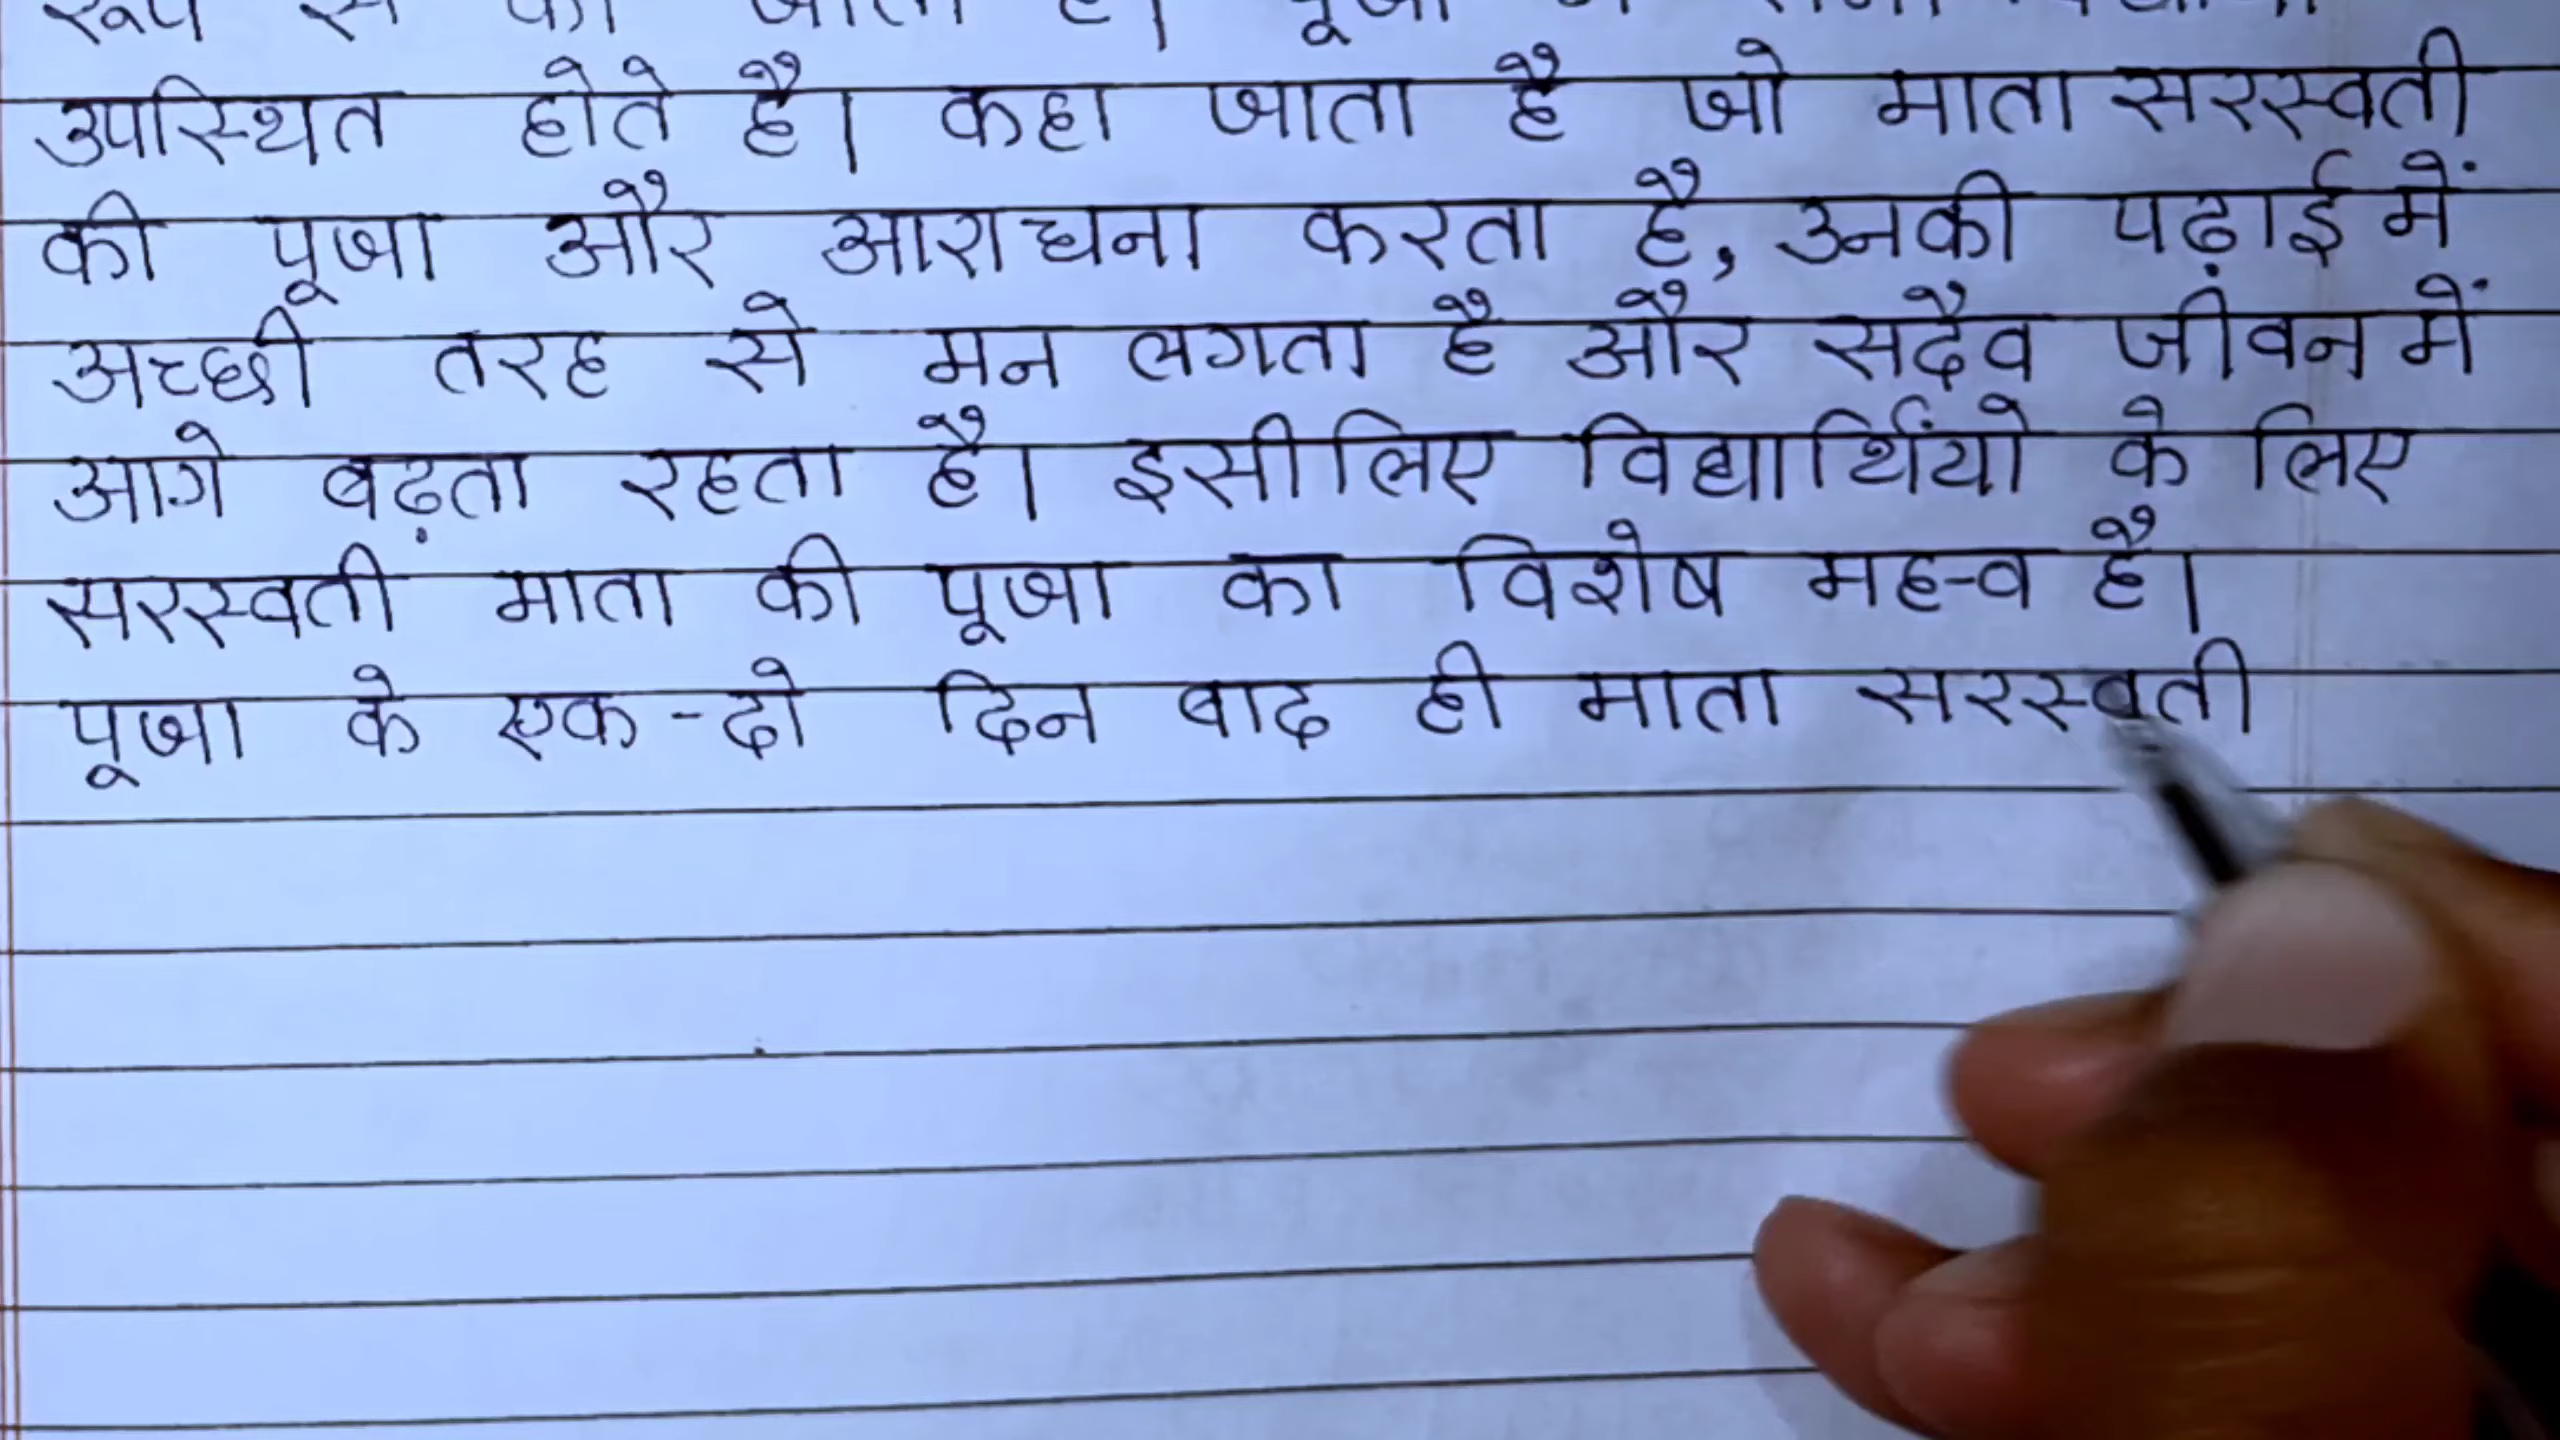 रूप से की जाती है। पूजा में सभी विद्यार्थी
उपस्थित होते है। कहा जाता है जो माता सरस्वती
की पूजा और आराधना करता है, उनकी पढ़ाई में
अच्छी तरह से मन लगता है और सदैव जीवन में
आगे बढ़ता रहता है। इसीलिए विद्यार्थियो के लिए
सरस्वती माता की पूजा का विशेष महत्व है।
पूजा के एक-दो दिन बाद ही माता सरस्वती